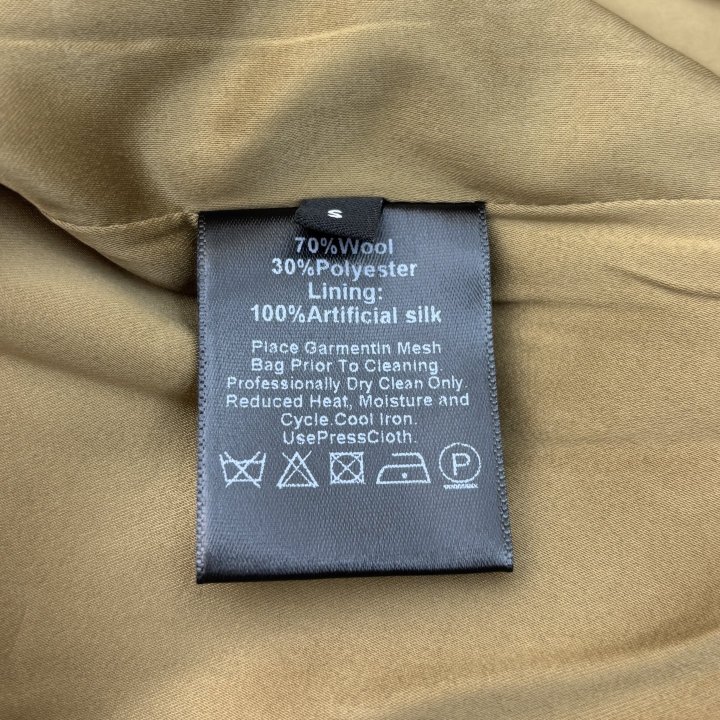 S
70%Wool
30%Polyester
Lining:
100%Artificial silk
Place Garmentin Mesh
Bag Prior To Cleaning.
Professionally Dry Clean Only.
Reduced Heat, Moisture and
Cycle.Cool Iron.
UsePressCloth.
P